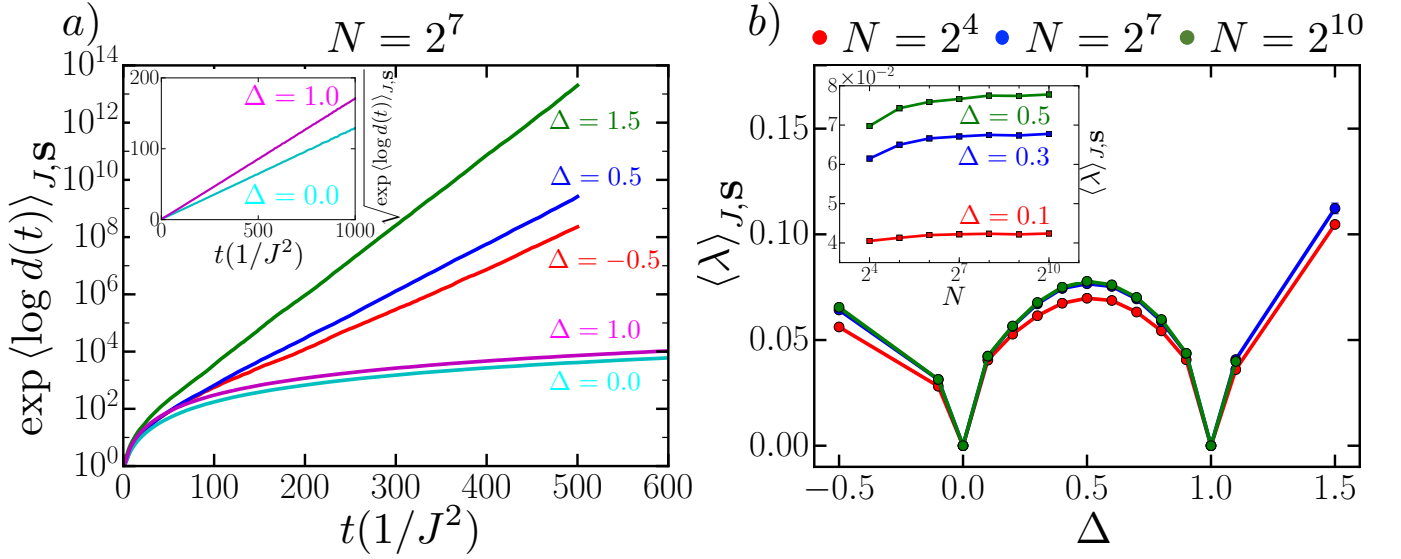 a)
N = 2^7
exp ⟨log d(t)⟩_{J,s}
10^14
10^12
10^10
10^8
10^6
10^4
10^2
10^0
0 100 200 300 400 500 600
t(1/J^2)
Δ = 1.5
Δ = 0.5
Δ = −0.5
Δ = 1.0
Δ = 0.0
200
100
0
0 500 1000
t(1/J^2)
Δ = 1.0
Δ = 0.0
√exp ⟨log d(t)⟩_{J,s}
b)
N = 2^4 N = 2^7 N = 2^10
⟨λ⟩_{J,s}
0.15
0.10
0.05
0.00
−0.5 0.0 0.5 1.0 1.5
Δ
8 ×10^−2
6
4
2^4 2^7 2^10
N
Δ = 0.5
Δ = 0.3
Δ = 0.1
⟨λ⟩_{J,s}